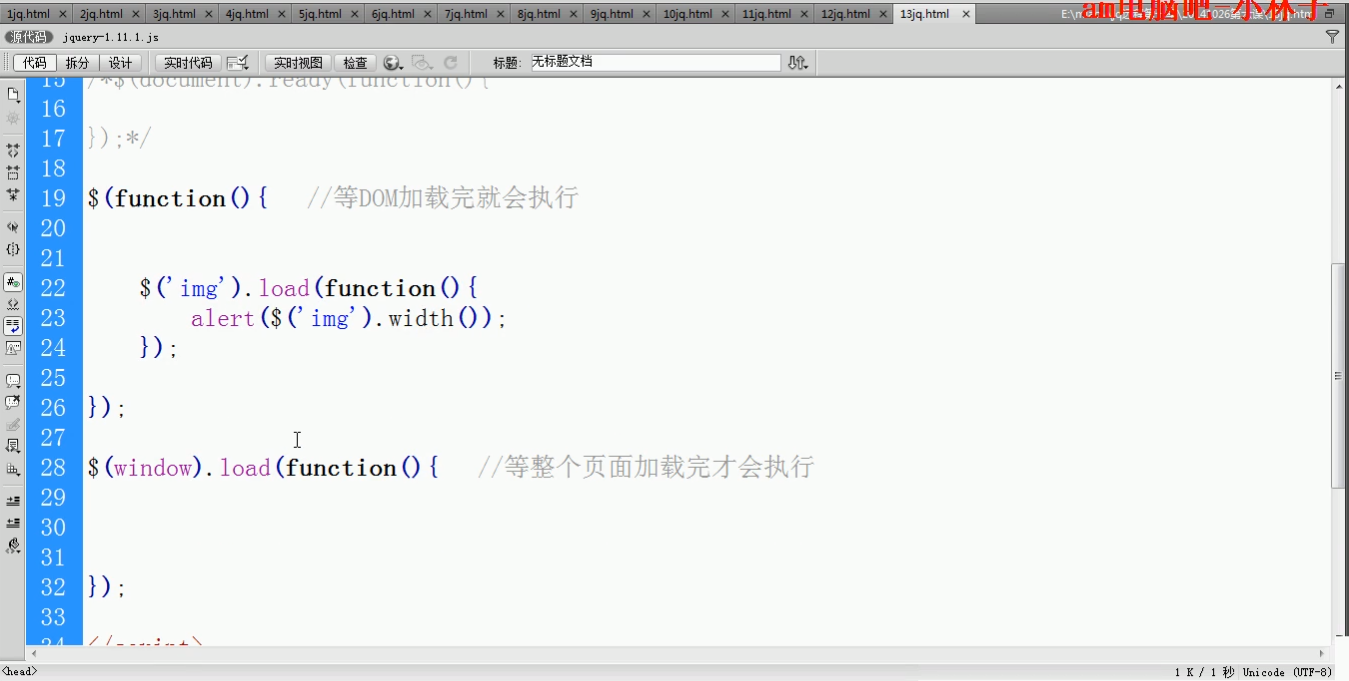 1jq.html × 2jq.html × 3jq.html × 4jq.html × 5jq.html × 6jq.html × 7jq.html × 8jq.html × 9jq.html × 10jq.html × 11jq.html × 12jq.html × 13jq.html ×
am电脑吧-小林子
源代码 jquery-1.11.1.js
代码 拆分 设计 实时代码 实时视图 检查 标题: 无标题文档
15 /*$(document).ready(function(){
16
17 });*/
18
19 $(function(){ //等DOM加载完就会执行
20
21
22 $('img').load(function(){
23 alert($('img').width());
24 });
25
26 });
27
28 $(window).load(function(){ //等整个页面加载完才会执行
29
30
31
32 });
33
34 </script>
<head> 1 K / 1 秒 Unicode (UTF-8)